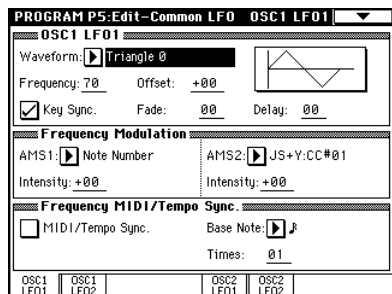 PROGRAM P5:Edit-Common LFO OSC1 LFO1
OSC1 LFO1:
Waveform: Triangle 0
Frequency: 70 Offset: +00
Key Sync. Fade: 00 Delay: 00
Frequency Modulation
AMS1: Note Number AMS2: JS+Y:CC#01
Intensity: +00 Intensity: +00
Frequency MIDI/Tempo Sync.
MIDI/Tempo Sync. Base Note: ♪
Times: 01
OSC1 LFO1 OSC1 LFO2 OSC2 LFO1 OSC2 LFO2